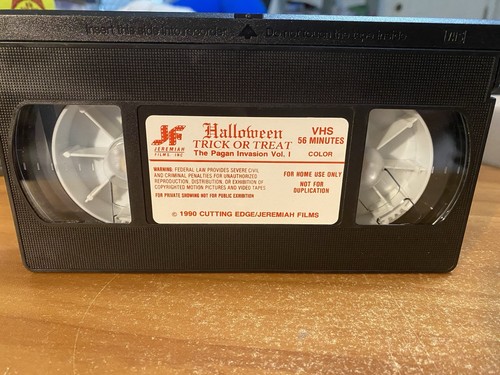 Insert this side into recorder
Do not touch the tape inside
VHS
JF
JEREMIAH
FILMS INC
Halloween
TRICK OR TREAT
The Pagan Invasion Vol. I
VHS
56 MINUTES
COLOR
WARNING: FEDERAL LAW PROVIDES SEVERE CIVIL
AND CRIMINAL PENALTIES FOR UNAUTHORIZED
REPRODUCTION, DISTRIBUTION, OR EXHIBITION OF
COPYRIGHTED MOTION PICTURES AND VIDEO TAPES
FOR PRIVATE SHOWING NOT FOR PUBLIC EXHIBITION
FOR HOME USE ONLY
NOT FOR
DUPLICATION
© 1990 CUTTING EDGE/JEREMIAH FILMS